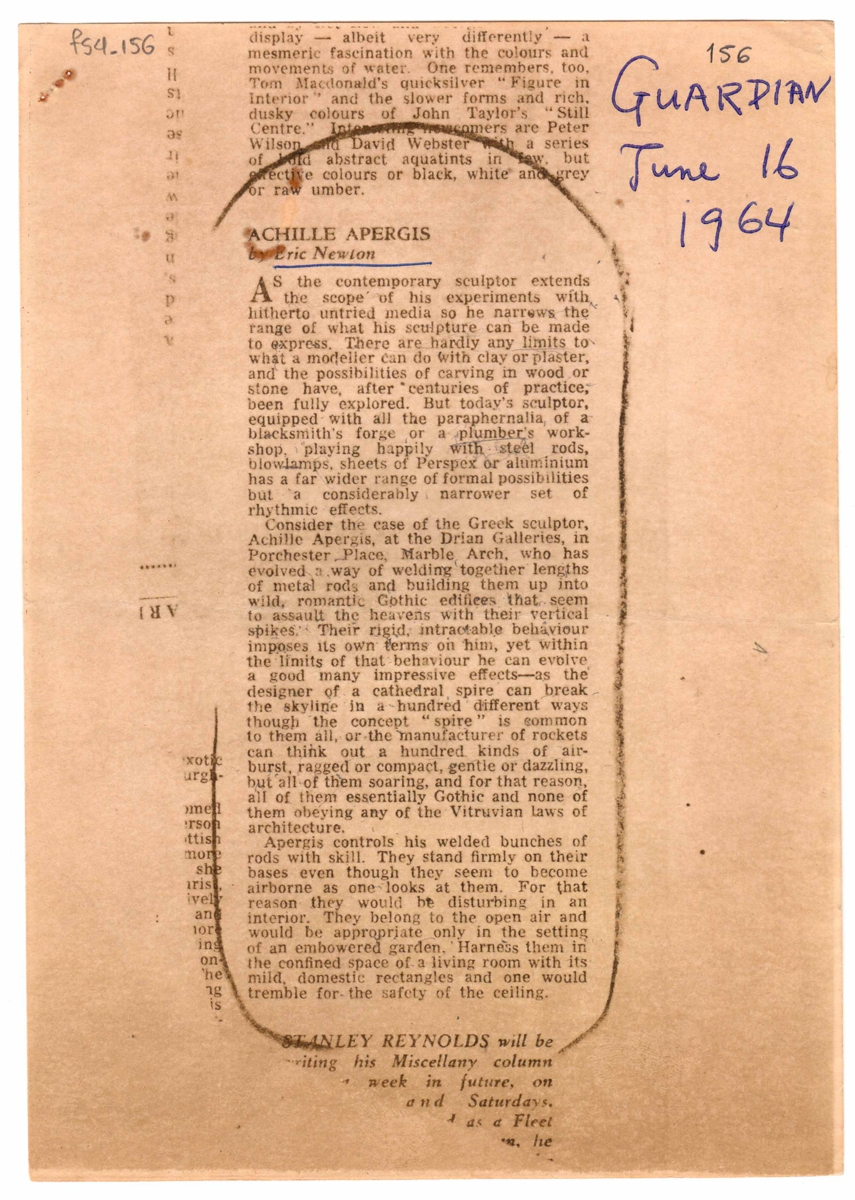 f54_156
156
GUARDIAN
June 16
1964
display — albeit very differently — a
mesmeric fascination with the colours and
movements of water. One remembers, too,
Tom Macdonald's quicksilver "Figure in
Interior" and the slower forms and rich,
dusky colours of John Taylor's "Still
Centre." Interesting newcomers are Peter
Wilson and David Webster with a series
of bold abstract aquatints in few, but
effective colours or black, white and grey
or raw umber.
ACHILLE APERGIS
by Eric Newton
AS the contemporary sculptor extends
the scope of his experiments with
hitherto untried media so he narrows the
range of what his sculpture can be made
to express. There are hardly any limits to
what a modeller can do with clay or plaster,
and the possibilities of carving in wood or
stone have, after centuries of practice,
been fully explored. But today's sculptor,
equipped with all the paraphernalia of a
blacksmith's forge or a plumber's work-
shop, playing happily with steel rods,
blowlamps, sheets of Perspex or aluminium
has a far wider range of formal possibilities
but a considerably narrower set of
rhythmic effects.
Consider the case of the Greek sculptor,
Achille Apergis, at the Drian Galleries, in
Porchester Place, Marble Arch, who has
evolved a way of welding together lengths
of metal rods and building them up into
wild, romantic Gothic edifices that seem
to assault the heavens with their vertical
spikes. Their rigid, intractable behaviour
imposes its own terms on him, yet within
the limits of that behaviour he can evolve
a good many impressive effects—as the
designer of a cathedral spire can break
the skyline in a hundred different ways
though the concept "spire" is common
to them all, or the manufacturer of rockets
can think out a hundred kinds of air-
burst, ragged or compact, gentle or dazzling,
but all of them soaring, and for that reason,
all of them essentially Gothic and none of
them obeying any of the Vitruvian laws of
architecture.
Apergis controls his welded bunches of
rods with skill. They stand firmly on their
bases even though they seem to become
airborne as one looks at them. For that
reason they would be disturbing in an
interior. They belong to the open air and
would be appropriate only in the setting
of an embowered garden. Harness them in
the confined space of a living room with its
mild, domestic rectangles and one would
tremble for the safety of the ceiling.
STANLEY REYNOLDS will be
writing his Miscellany column
week in future, on
and Saturdays.
as a Fleet
he